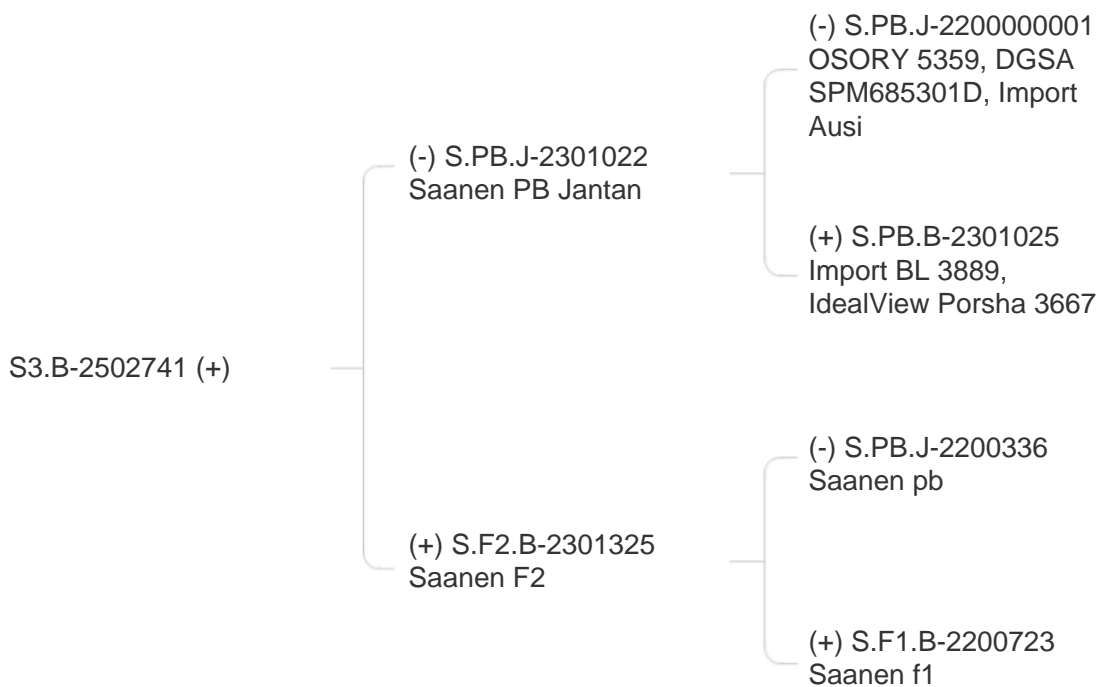 (-) S.PB.J-2200000001
OSORY 5359, DGSA
SPM685301D, Import
Ausi
(-) S.PB.J-2301022
Saanen PB Jantan
(+) S.PB.B-2301025
Import BL 3889,
IdealView Porsha 3667
S3.B-2502741 (+)
(-) S.PB.J-2200336
Saanen pb
(+) S.F2.B-2301325
Saanen F2
(+) S.F1.B-2200723
Saanen f1